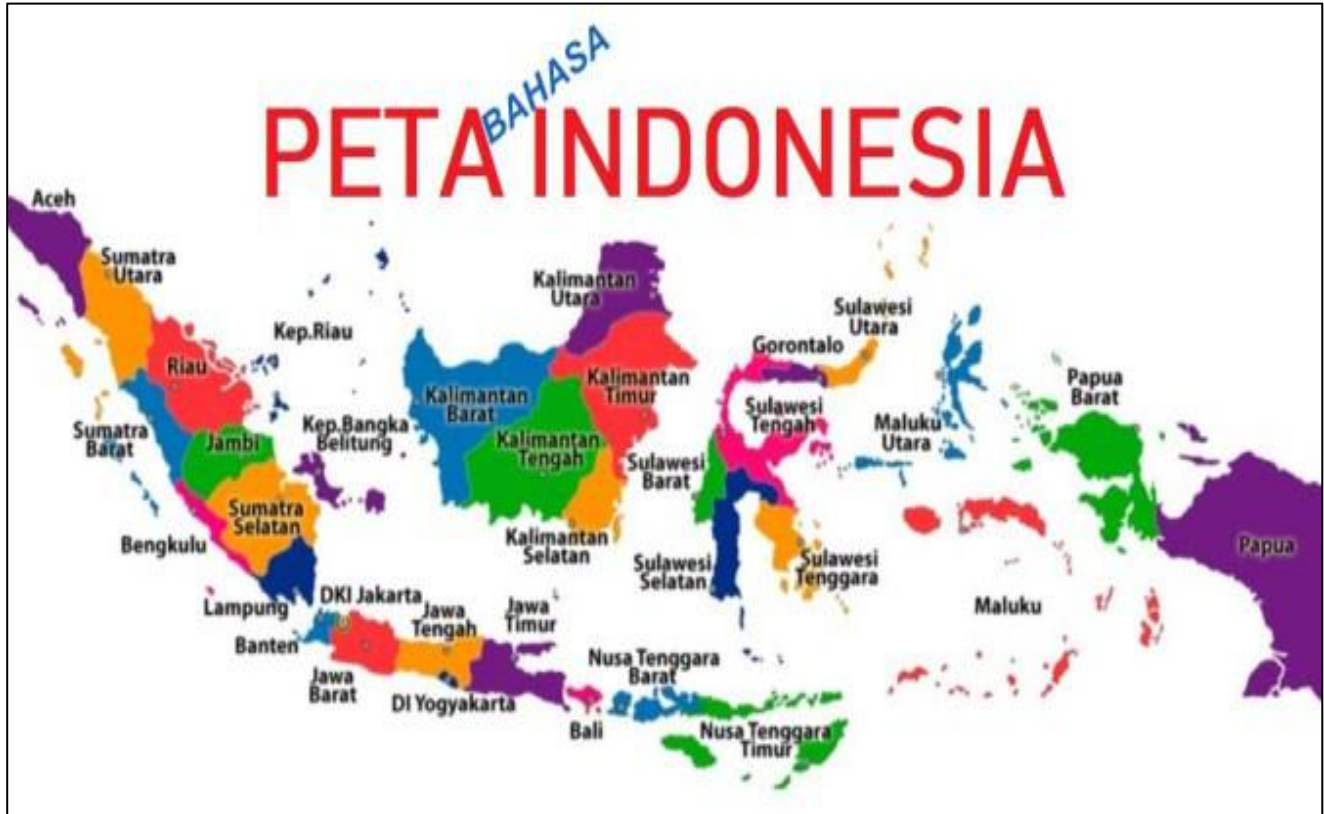 BAHASA
PETA INDONESIA
Aceh
Sumatra
Utara
Kep.Riau
Riau
Sumatra
Barat
Jambi
Kep.Bangka
Belitung
Sumatra
Selatan
Bengkulu
Lampung
Kalimantan
Utara
Kalimantan
Barat
Kalimantan
Timur
Kalimantan
Tengah
Kalimantan
Selatan
Sulawesi
Utara
Gorontalo
Sulawesi
Tengah
Sulawesi
Barat
Sulawesi
Selatan
Sulawesi
Tenggara
Maluku
Utara
Papua
Barat
Papua
Maluku
DKI Jakarta
Banten
Jawa
Barat
Jawa
Tengah
DI Yogyakarta
Jawa
Timur
Bali
Nusa Tenggara
Barat
Nusa Tenggara
Timur